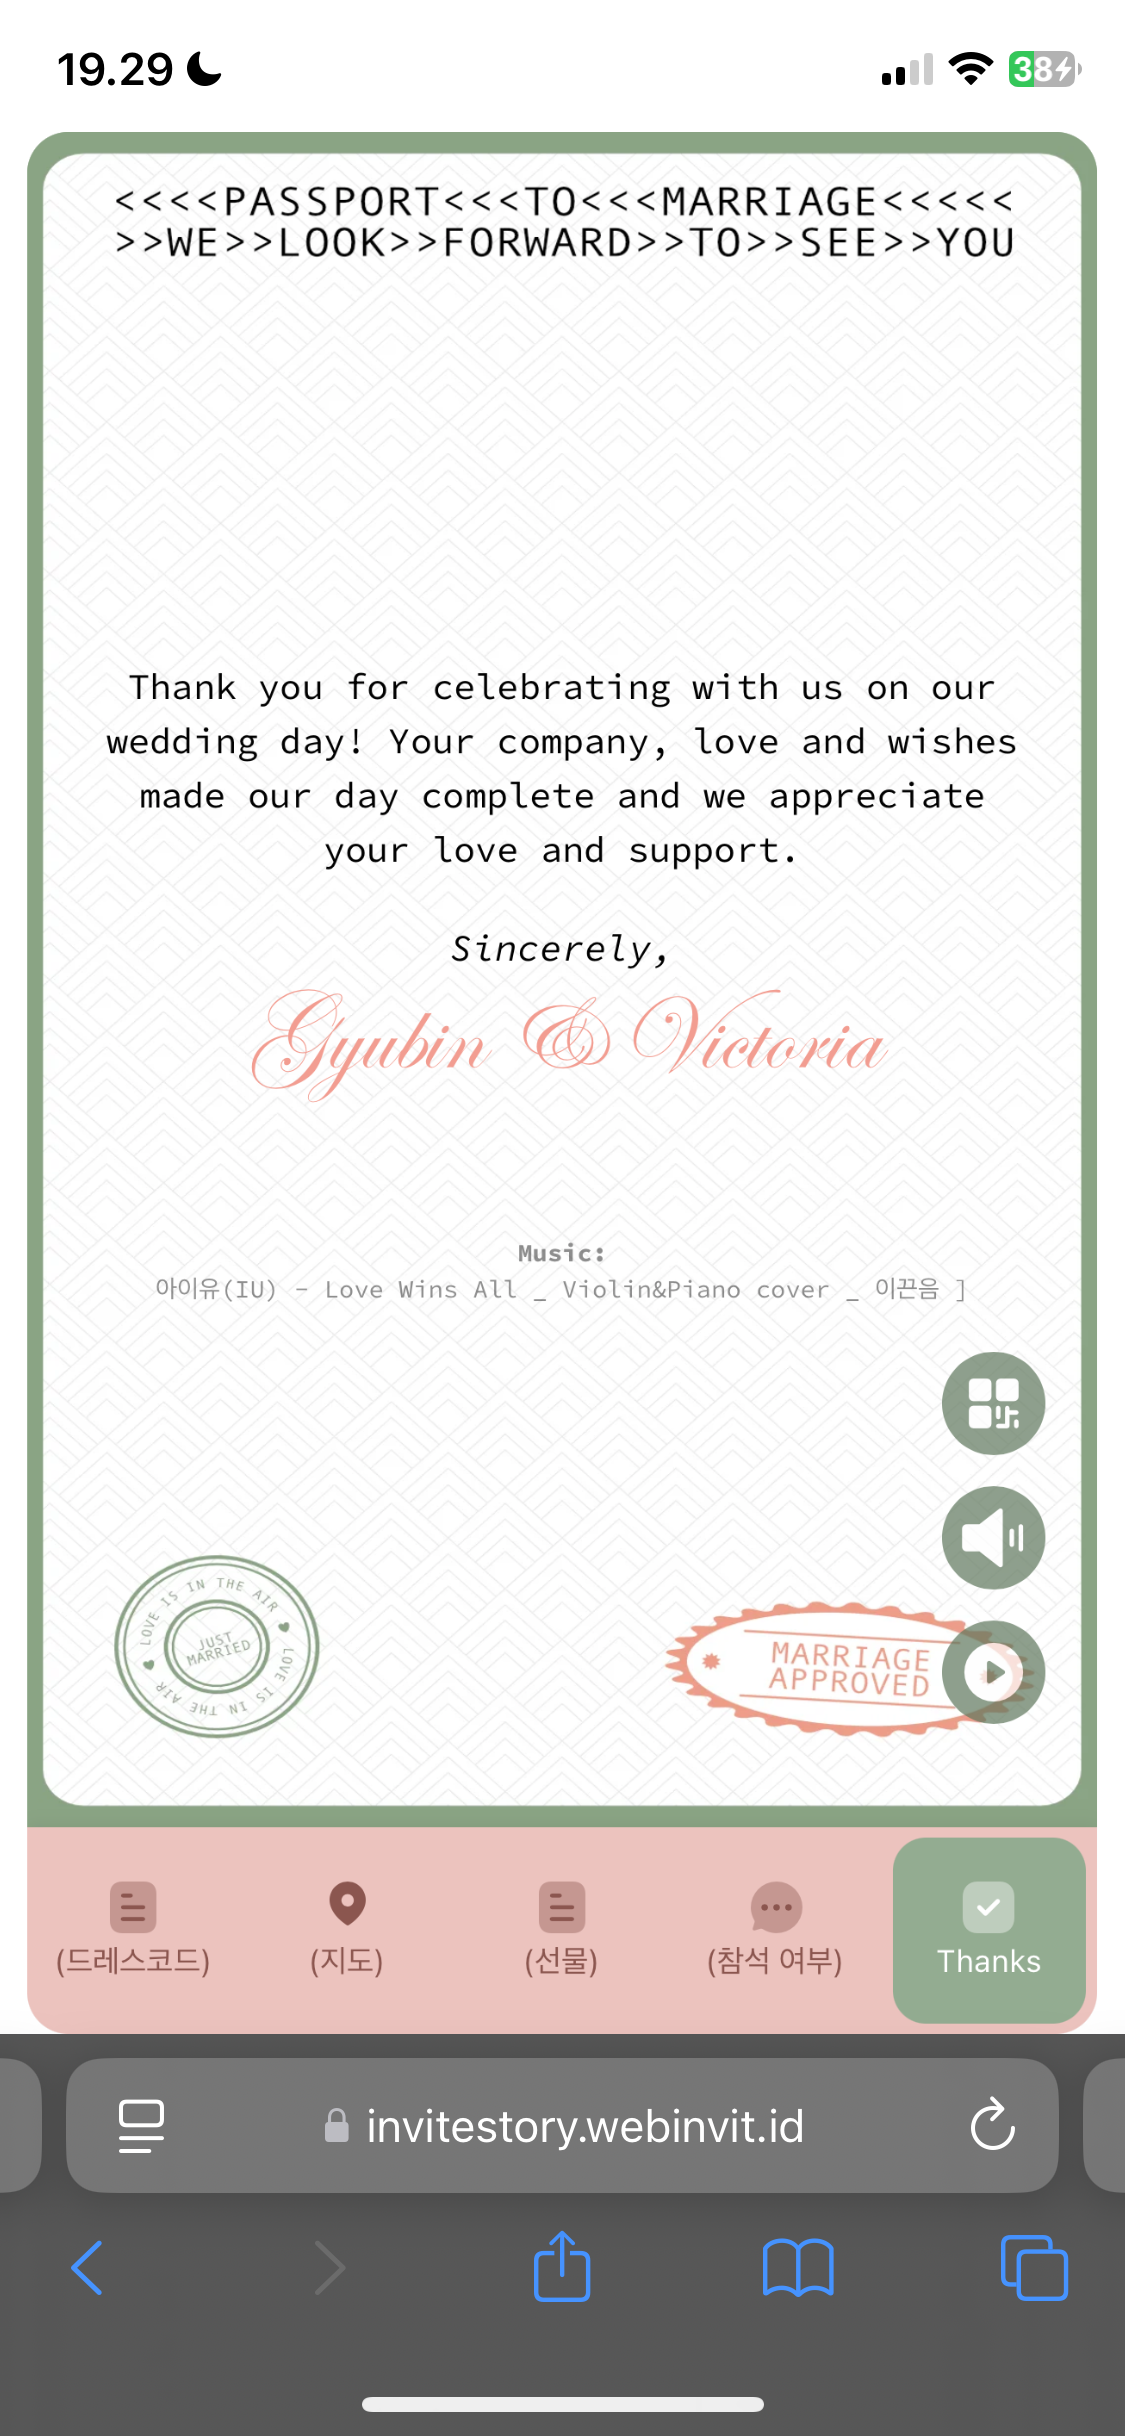 19.29
38
<<<<PASSPORT<<<TO<<<MARRIAGE<<<<<
>>WE>>LOOK>>FORWARD>>TO>>SEE>>YOU
Thank you for celebrating with us on our
wedding day! Your company, love and wishes
made our day complete and we appreciate
your love and support.
Sincerely,
Gyubin & Victoria
Music:
아이유(IU) - Love Wins All _ Violin&Piano cover _ 이끈음 ]
LOVE IS IN THE AIR
LOVE IS IN THE AIR
JUST
MARRIED
MARRIAGE
APPROVED
(드레스코드)
(지도)
(선물)
(참석 여부)
Thanks
invitestory.webinvit.id